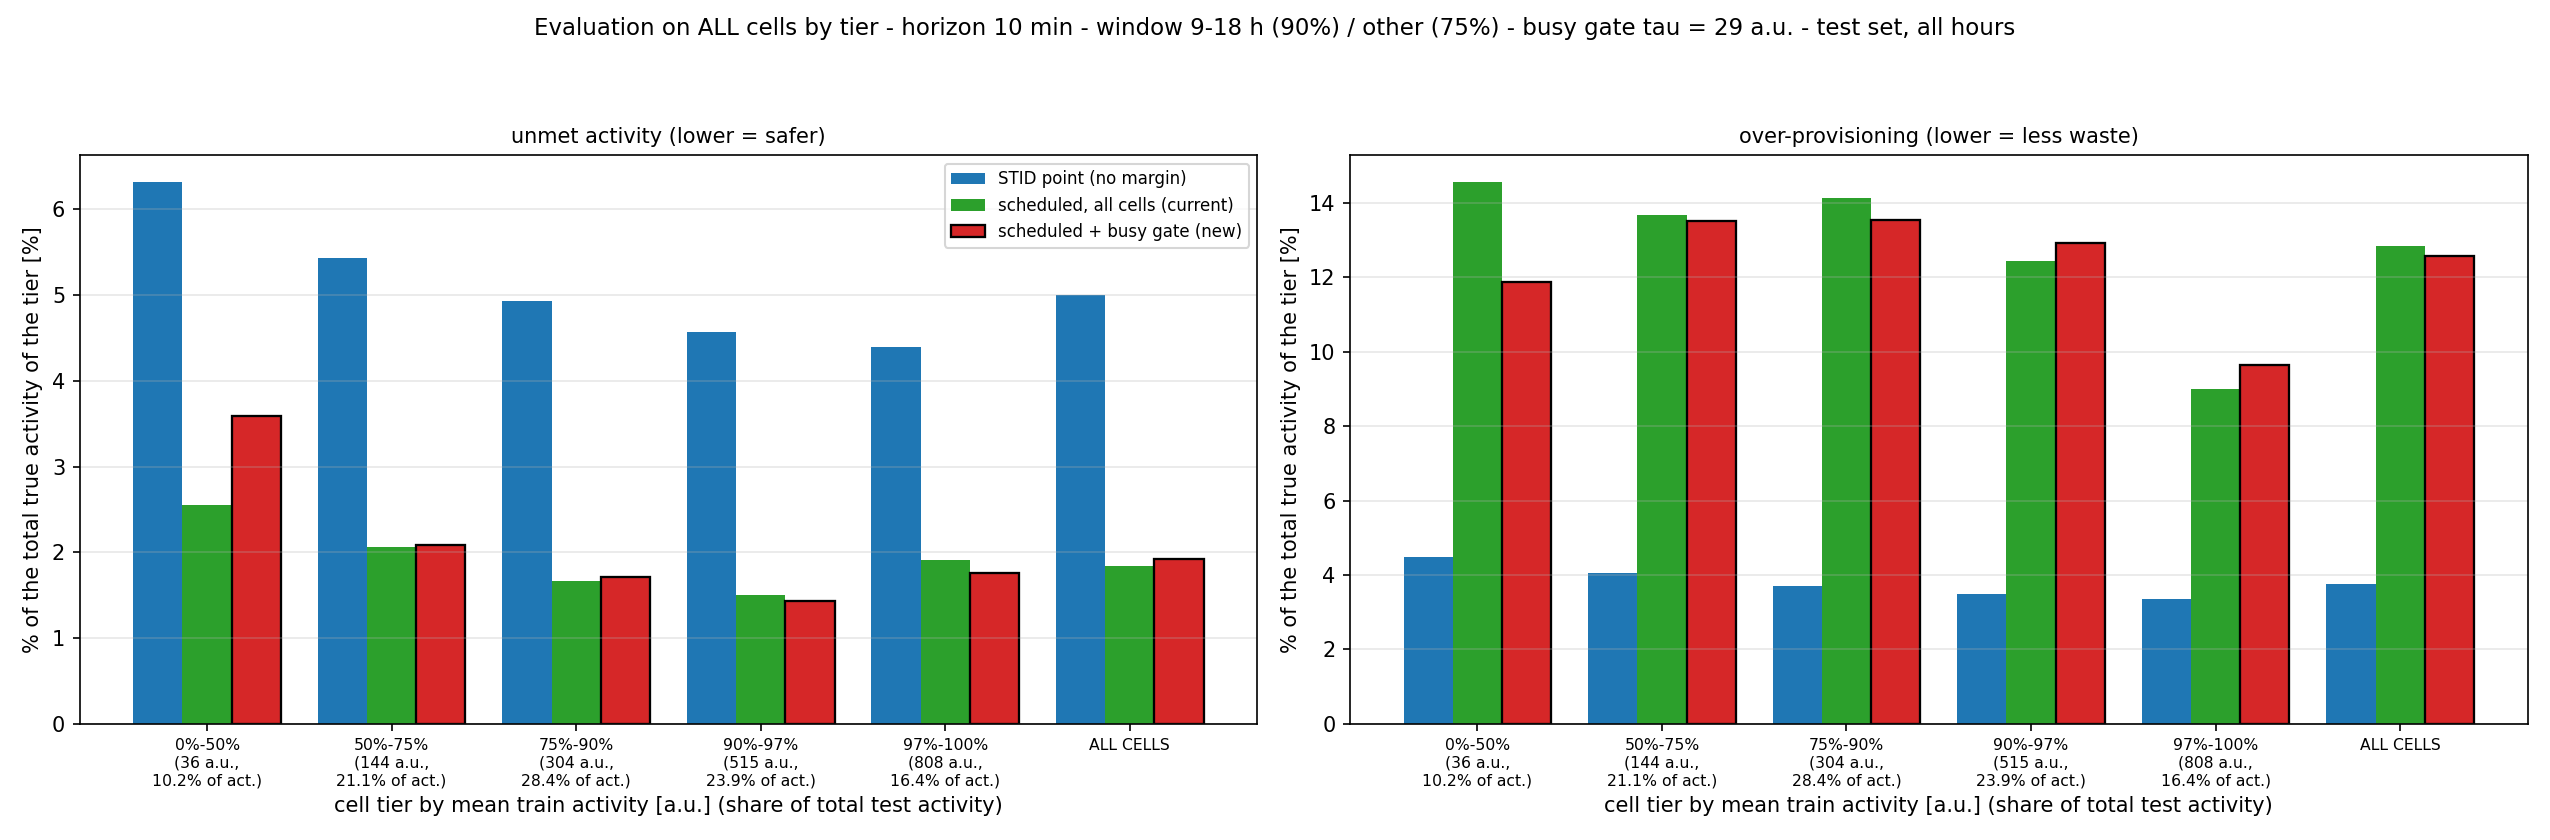 Evaluation on ALL cells by tier - horizon 10 min - window 9-18 h (90%) / other (75%) - busy gate tau = 29 a.u. - test set, all hours
unmet activity (lower = safer)
% of the total true activity of the tier [%]
6
5
4
3
2
1
0
STID point (no margin)
scheduled, all cells (current)
scheduled + busy gate (new)
0%-50%
(36 a.u.,
10.2% of act.)
50%-75%
(144 a.u.,
21.1% of act.)
75%-90%
(304 a.u.,
28.4% of act.)
90%-97%
(515 a.u.,
23.9% of act.)
97%-100%
(808 a.u.,
16.4% of act.)
ALL CELLS
cell tier by mean train activity [a.u.] (share of total test activity)
over-provisioning (lower = less waste)
% of the total true activity of the tier [%]
14
12
10
8
6
4
2
0
0%-50%
(36 a.u.,
10.2% of act.)
50%-75%
(144 a.u.,
21.1% of act.)
75%-90%
(304 a.u.,
28.4% of act.)
90%-97%
(515 a.u.,
23.9% of act.)
97%-100%
(808 a.u.,
16.4% of act.)
ALL CELLS
cell tier by mean train activity [a.u.] (share of total test activity)